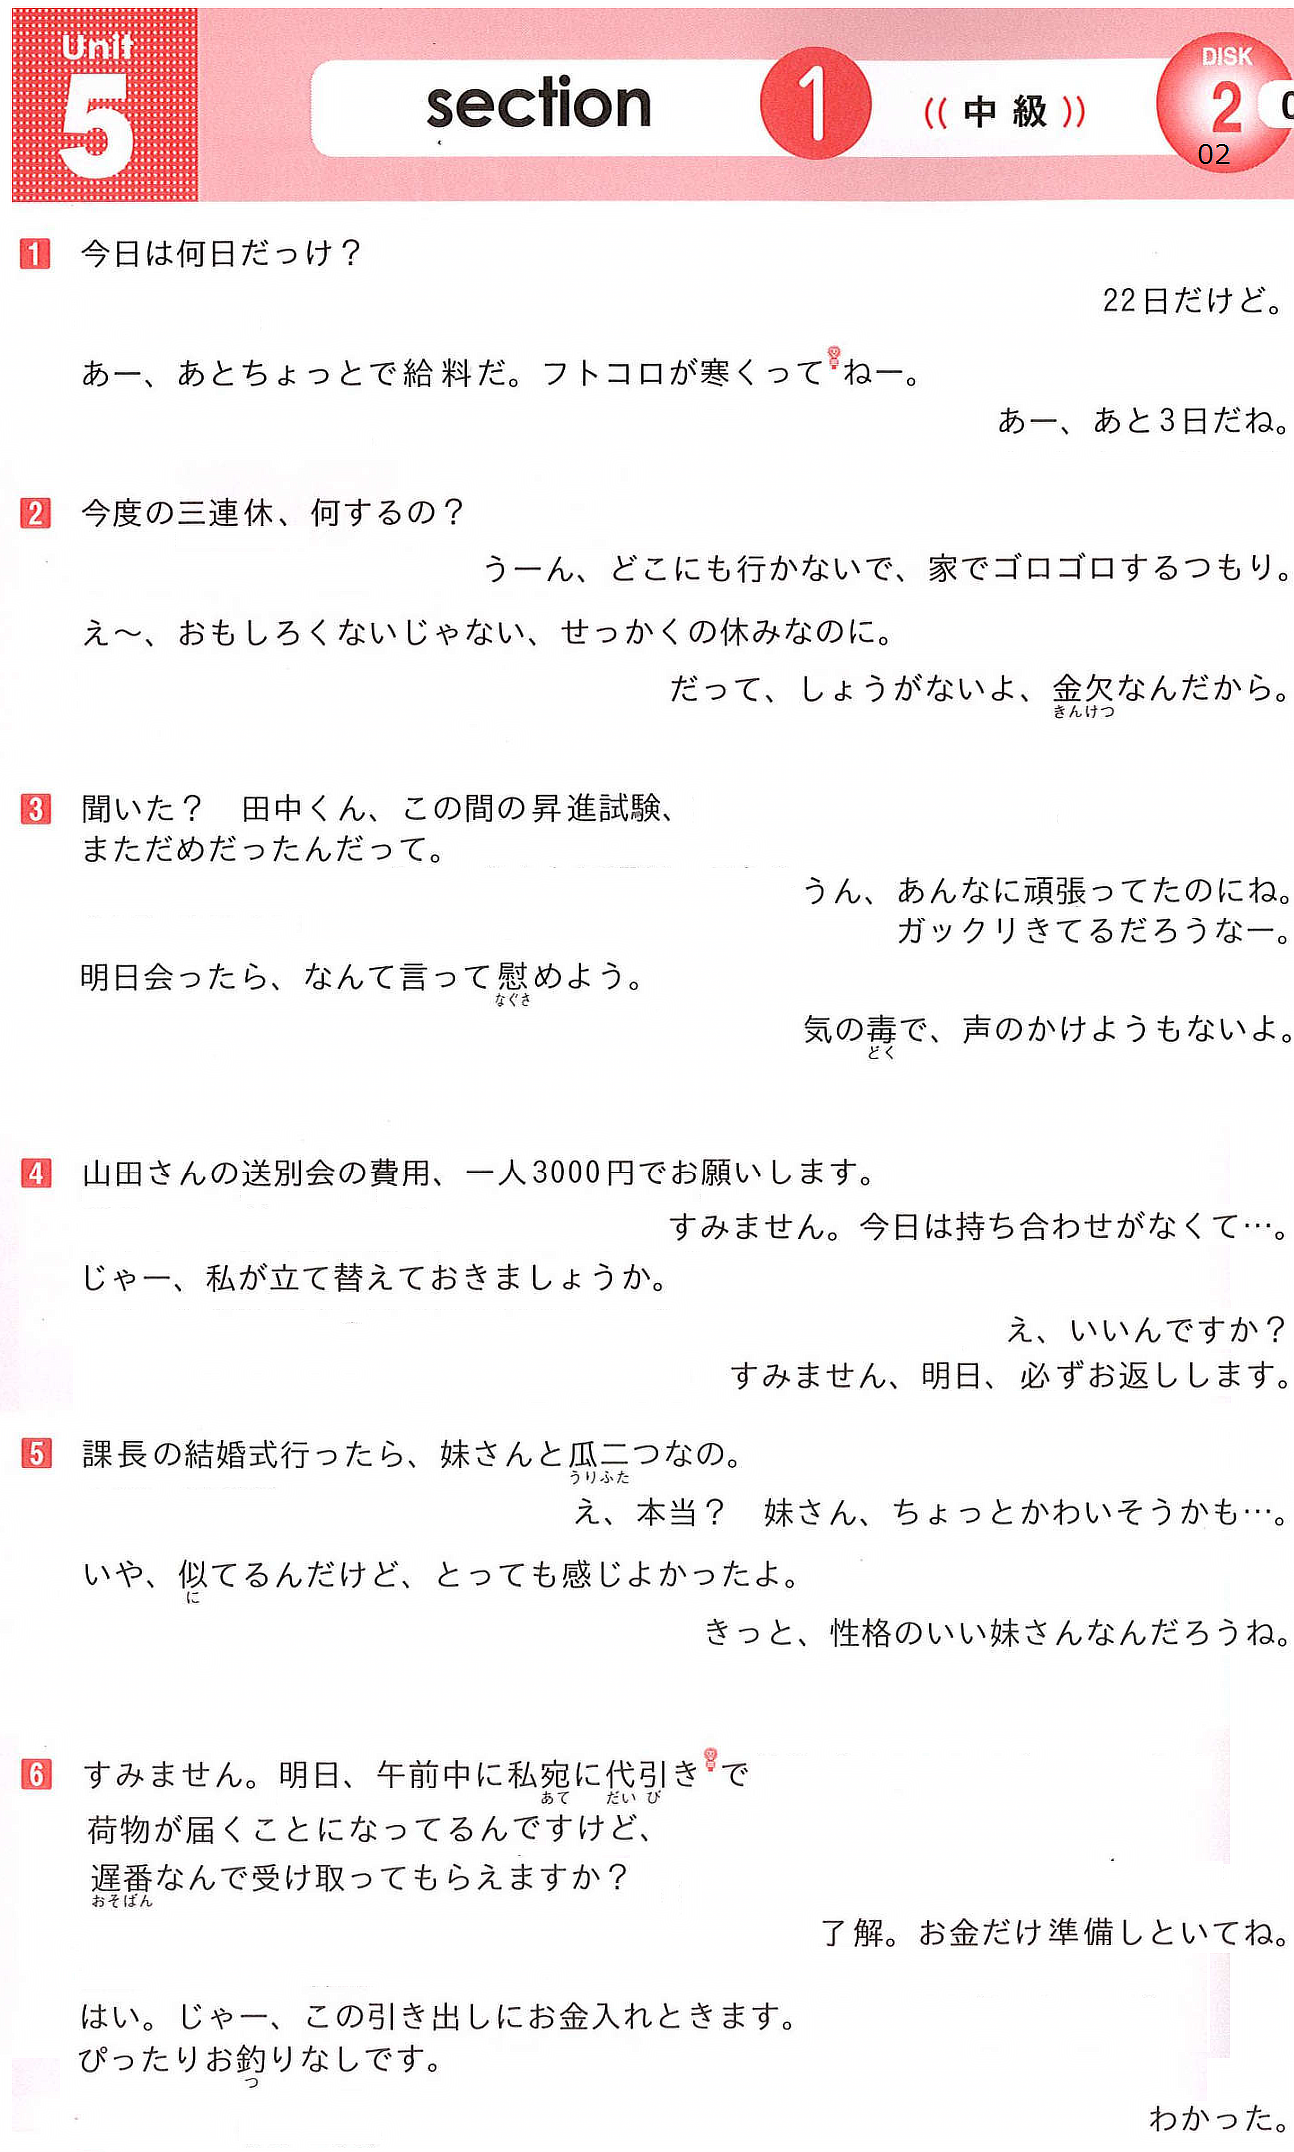 Unit
5
section 1 (( 中級 ))
DISK
2
02
1 今日は何日だっけ？
22日だけど。
あー、あとちょっとで給料だ。フトコロが寒くってねー。
あー、あと3日だね。
2 今度の三連休、何するの？
うーん、どこにも行かないで、家でゴロゴロするつもり。
え〜、おもしろくないじゃない、せっかくの休みなのに。
だって、しょうがないよ、金欠なんだから。
きんけつ
3 聞いた？　田中くん、この間の昇進試験、
まただめだったんだって。
うん、あんなに頑張ってたのにね。
ガックリきてるだろうなー。
明日会ったら、なんて言って慰めよう。
なぐさ
気の毒で、声のかけようもないよ。
どく
4 山田さんの送別会の費用、一人3000円でお願いします。
すみません。今日は持ち合わせがなくて…。
じゃー、私が立て替えておきましょうか。
え、いいんですか？
すみません、明日、必ずお返しします。
5 課長の結婚式行ったら、妹さんと瓜二つなの。
うりふた
え、本当？　妹さん、ちょっとかわいそうかも…。
いや、似てるんだけど、とっても感じよかったよ。
に
きっと、性格のいい妹さんなんだろうね。
6 すみません。明日、午前中に私宛に代引きで
あて だい び
荷物が届くことになってるんですけど、
遅番なんで受け取ってもらえますか？
おそばん
了解。お金だけ準備しといてね。
はい。じゃー、この引き出しにお金入れときます。
ぴったりお釣りなしです。
つ
わかった。